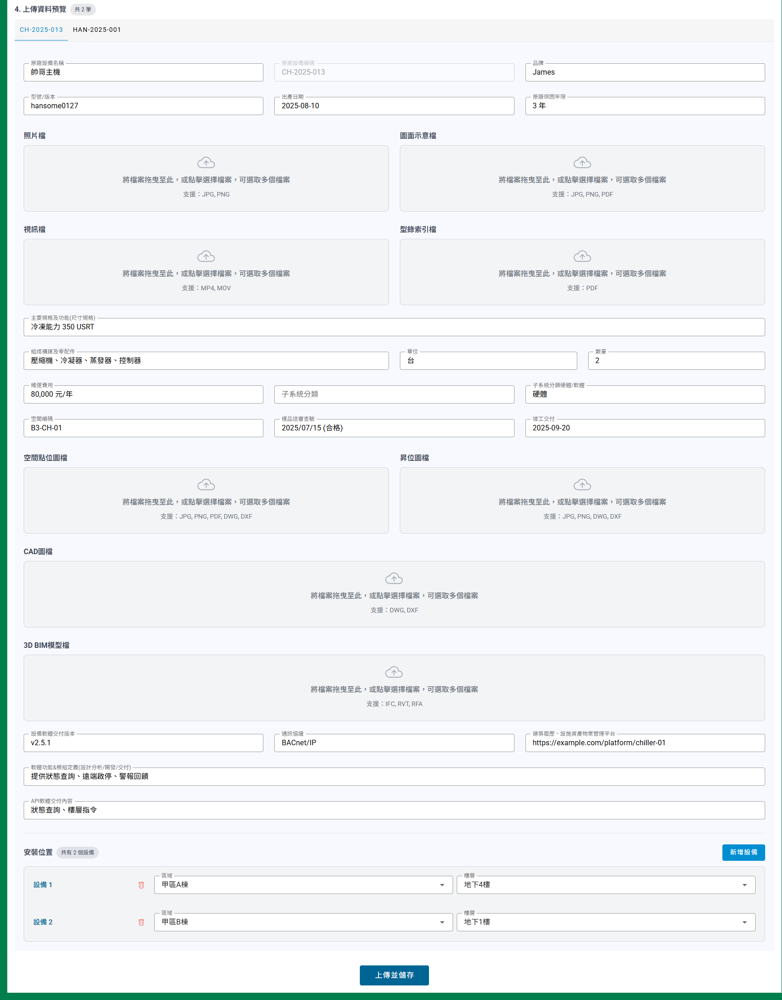 4. 上傳資料預覽 共 2 筆
CH-2025-013 HAN-2025-001
原廠設備名稱 原廠設備編碼 品牌
帥哥主機 CH-2025-013 James
型號/版本 出產日期 原廠保固年限
hansome0127 2025-08-10 3 年
照片檔 圖面示意檔
將檔案拖曳至此，或點擊選擇檔案，可選取多個檔案 將檔案拖曳至此，或點擊選擇檔案，可選取多個檔案
支援：JPG, PNG 支援：JPG, PNG, PDF
視訊檔 型錄索引檔
將檔案拖曳至此，或點擊選擇檔案，可選取多個檔案 將檔案拖曳至此，或點擊選擇檔案，可選取多個檔案
支援：MP4, MOV 支援：PDF
主要規格及功能(尺寸規格)
冷凍能力 350 USRT
組成構建及零配件 單位 數量
壓縮機、冷凝器、蒸發器、控制器 台 2
維運費用 子系統分類硬體/軟體
80,000 元/年 子系統分類 硬體
空間編碼 樣品送審查驗 竣工交付
B3-CH-01 2025/07/15 (合格) 2025-09-20
空間點位圖檔 昇位圖檔
將檔案拖曳至此，或點擊選擇檔案，可選取多個檔案 將檔案拖曳至此，或點擊選擇檔案，可選取多個檔案
支援：JPG, PNG, PDF, DWG, DXF 支援：JPG, PNG, DWG, DXF
CAD圖檔
將檔案拖曳至此，或點擊選擇檔案，可選取多個檔案
支援：DWG, DXF
3D BIM模型檔
將檔案拖曳至此，或點擊選擇檔案，可選取多個檔案
支援：IFC, RVT, RFA
設備軟體交付版本 通訊協議 建築履歷、設施資產物業管理平台
v2.5.1 BACnet/IP https://example.com/platform/chiller-01
軟體功能&模組定義(設計分析/開發/交付)
提供狀態查詢、遠端啟停、警報回饋
API軟體交付內容
狀態查詢、樓層指令
安裝位置 共有 2 個設備 新增設備
區域 樓層
設備 1 甲區A棟 地下4樓
區域 樓層
設備 2 甲區B棟 地下1樓
上傳並儲存